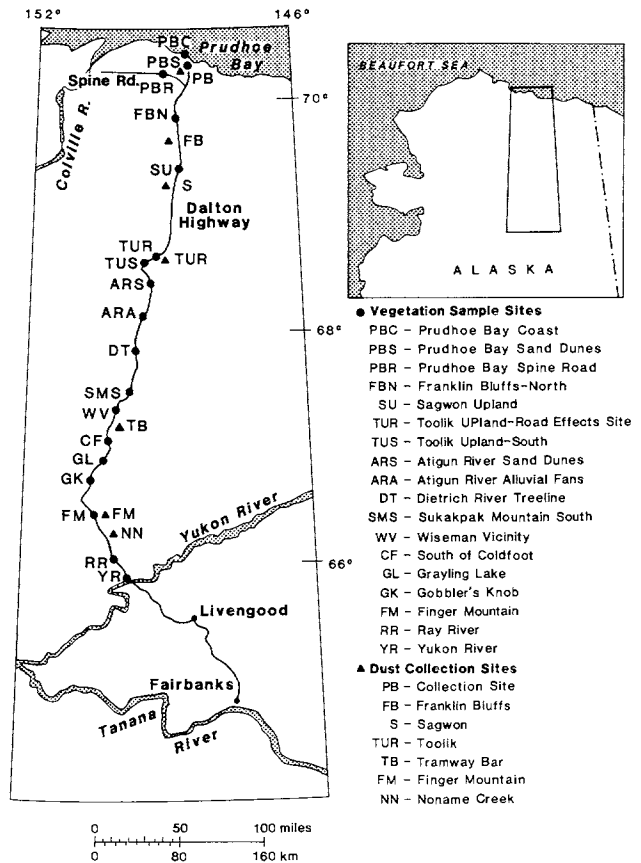 152° 146°
PBC
Prudhoe
Bay
PBS
PB
Spine Rd.
PBR
70°
Colville R.
FBN
FB
SU
S
Dalton
Highway
TUR
TUR
TUS
ARS
ARA
68°
DT
SMS
WV
TB
CF
GL
GK
FM FM
NN
Yukon River
RR
66°
YR
Livengood
Fairbanks
Tanana
River
0 50 100 miles
0 80 160 km
BEAUFORT SEA
ALASKA
● Vegetation Sample Sites
PBC – Prudhoe Bay Coast
PBS – Prudhoe Bay Sand Dunes
PBR – Prudhoe Bay Spine Road
FBN – Franklin Bluffs-North
SU – Sagwon Upland
TUR – Toolik UPland-Road Effects Site
TUS – Toolik Upland-South
ARS – Atigun River Sand Dunes
ARA – Atigun River Alluvial Fans
DT – Dietrich River Treeline
SMS – Sukakpak Mountain South
WV – Wiseman Vicinity
CF – South of Coldfoot
GL – Grayling Lake
GK – Gobbler's Knob
FM – Finger Mountain
RR – Ray River
YR – Yukon River
▲ Dust Collection Sites
PB – Collection Site
FB – Franklin Bluffs
S – Sagwon
TUR – Toolik
TB – Tramway Bar
FM – Finger Mountain
NN – Noname Creek